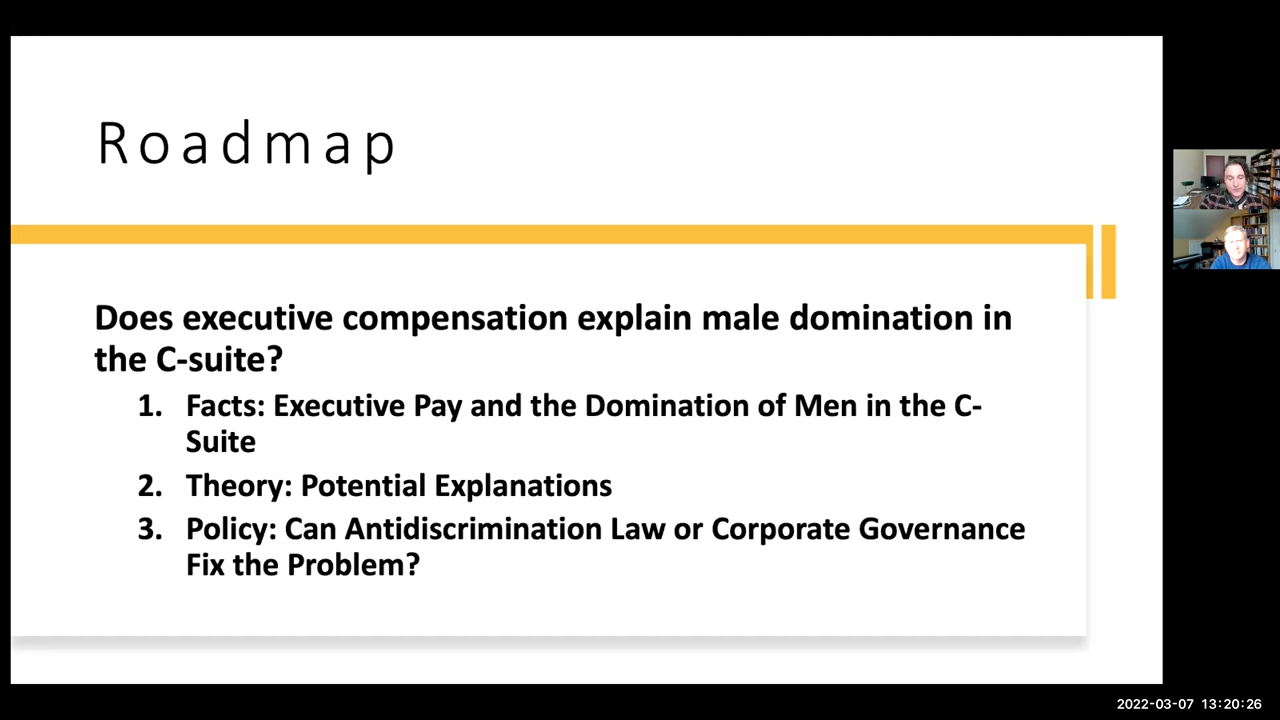 Roadmap
Does executive compensation explain male domination in
the C-suite?
1. Facts: Executive Pay and the Domination of Men in the C-
Suite
2. Theory: Potential Explanations
3. Policy: Can Antidiscrimination Law or Corporate Governance
Fix the Problem?
2022-03-07 13:20:26